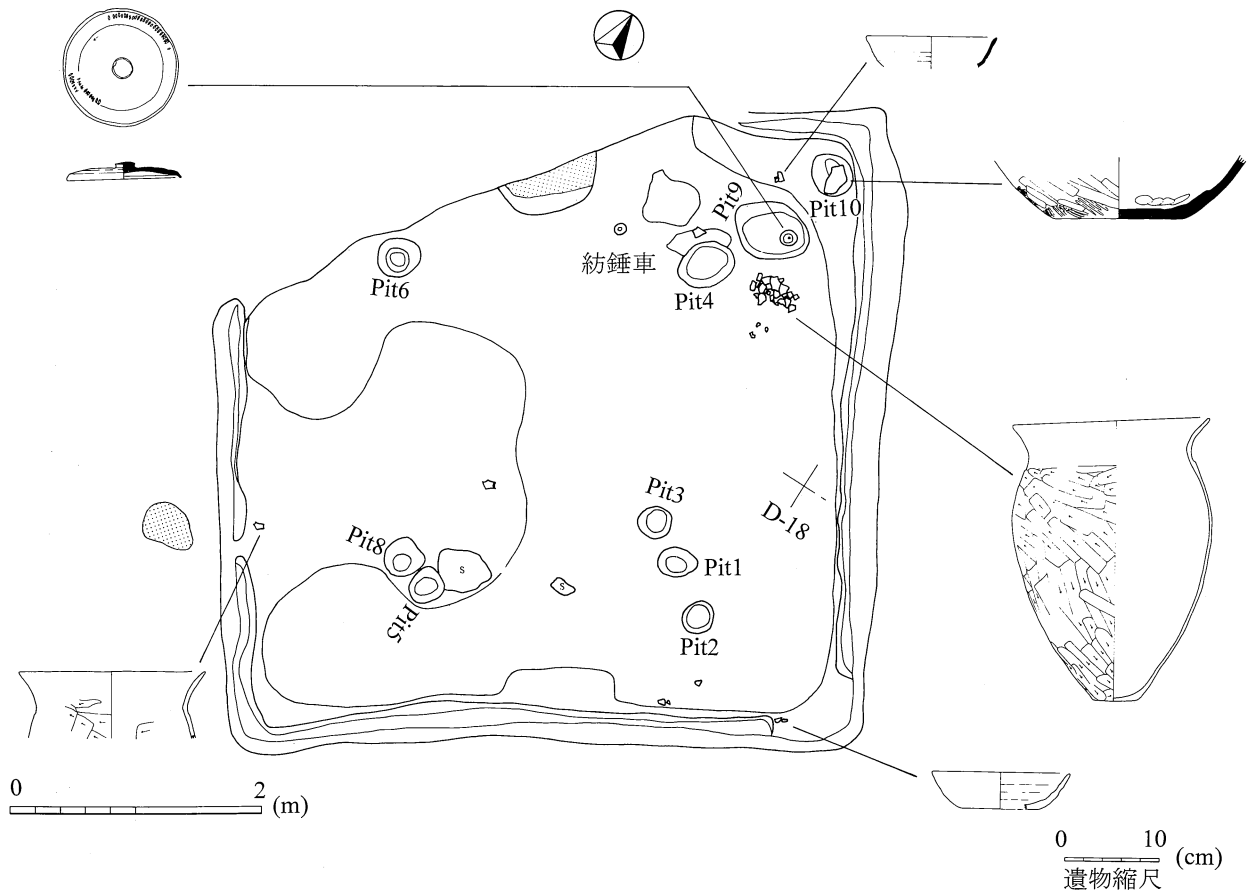 Pit9
Pit10
紡錘車
Pit6
Pit4
Pit3
D-18
Pit8
S
Pit1
S
Pit5
Pit2
0 2 (m)
0 10 (cm)
遺物縮尺